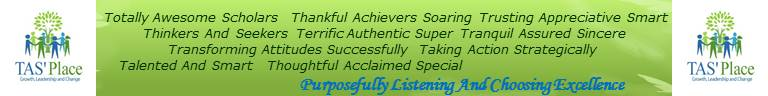 Totally Awesome Scholars Thankful Achievers Soaring Trusting Appreciative Smart
Thinkers And Seekers Terrific Authentic Super Tranquil Assured Sincere
Transforming Attitudes Successfully Taking Action Strategically
Talented And Smart Thoughtful Acclaimed Special
Purposefully Listening And Choosing Excellence
TAS' Place
Growth, Leadership and Change
TAS' Place
Growth, Leadership and Change